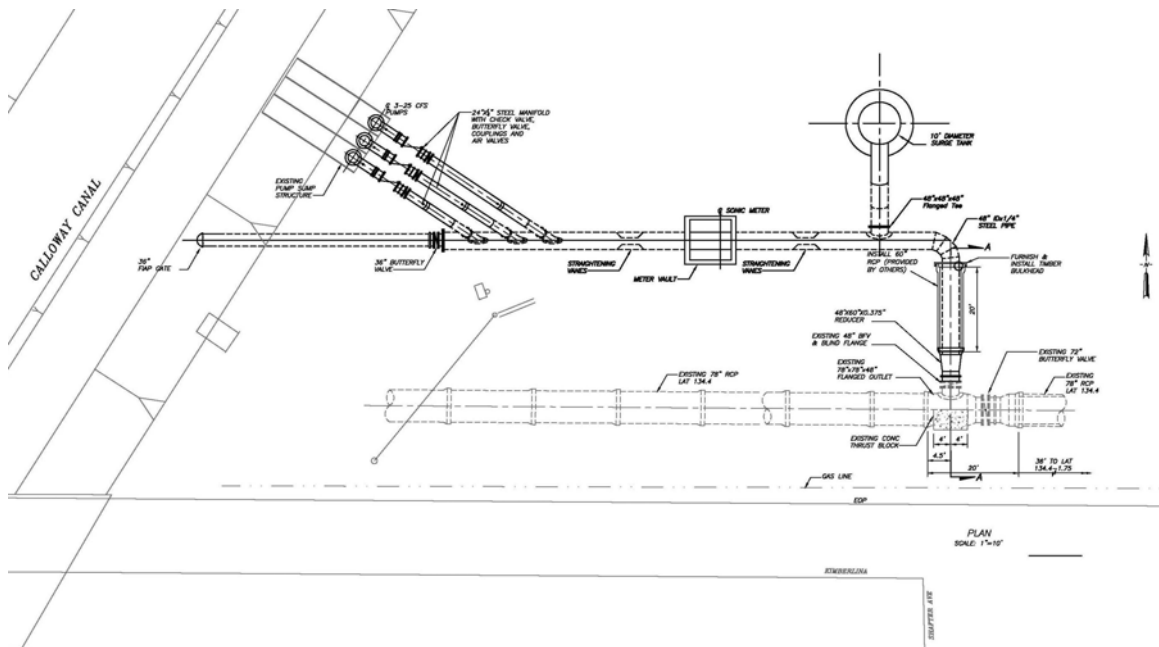 ℄ 3-25 CFS
PUMPS
24"x¼" STEEL MANIFOLD
WITH CHECK VALVE,
BUTTERFLY VALVE,
COUPLINGS AND
AIR VALVES
10' DIAMETER
SURGE TANK
EXISTING
PUMP SUMP
STRUCTURE
CALLOWAY CANAL
48"x48"x48"
Flanged Tee
℄ SONIC METER
48" IDx1/4"
STEEL PIPE
A
36"
FLAP GATE
36" BUTTERFLY
VALVE
STRAIGHTENING
VANES
METER VAULT
STRAIGHTENING
VANES
INSTALL 60"
RCP (PROVIDED
BY OTHERS)
FURNISH &
INSTALL TIMBER
BULKHEAD
20'
48"X60"X0.375"
REDUCER
EXISTING 48" BFV
& BLIND FLANGE
EXISTING
78"x78"x48"
FLANGED OUTLET
EXISTING 72"
BUTTERFLY VALVE
EXISTING
78" RCP
LAT 134.4
EXISTING 78" RCP
LAT 134.4
EXISTING CONC
THRUST BLOCK
4'
4'
4.5'
20'
36' TO LAT
134.4-1.75
A
GAS LINE
EOP
PLAN
SCALE: 1"=10'
KIMBERLINA
SHAFTER AVE